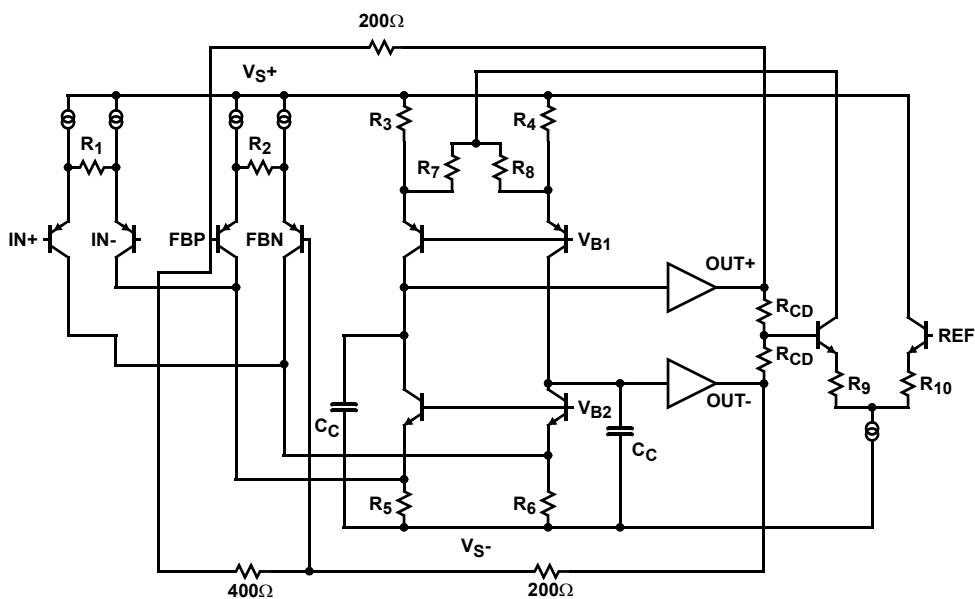 200Ω
VS+
R1
R2
R3
R4
R7
R8
IN+
IN-
FBP
FBN
VB1
OUT+
RCD
REF
RCD
R9
R10
CC
VB2
OUT-
CC
R5
R6
VS-
400Ω
200Ω